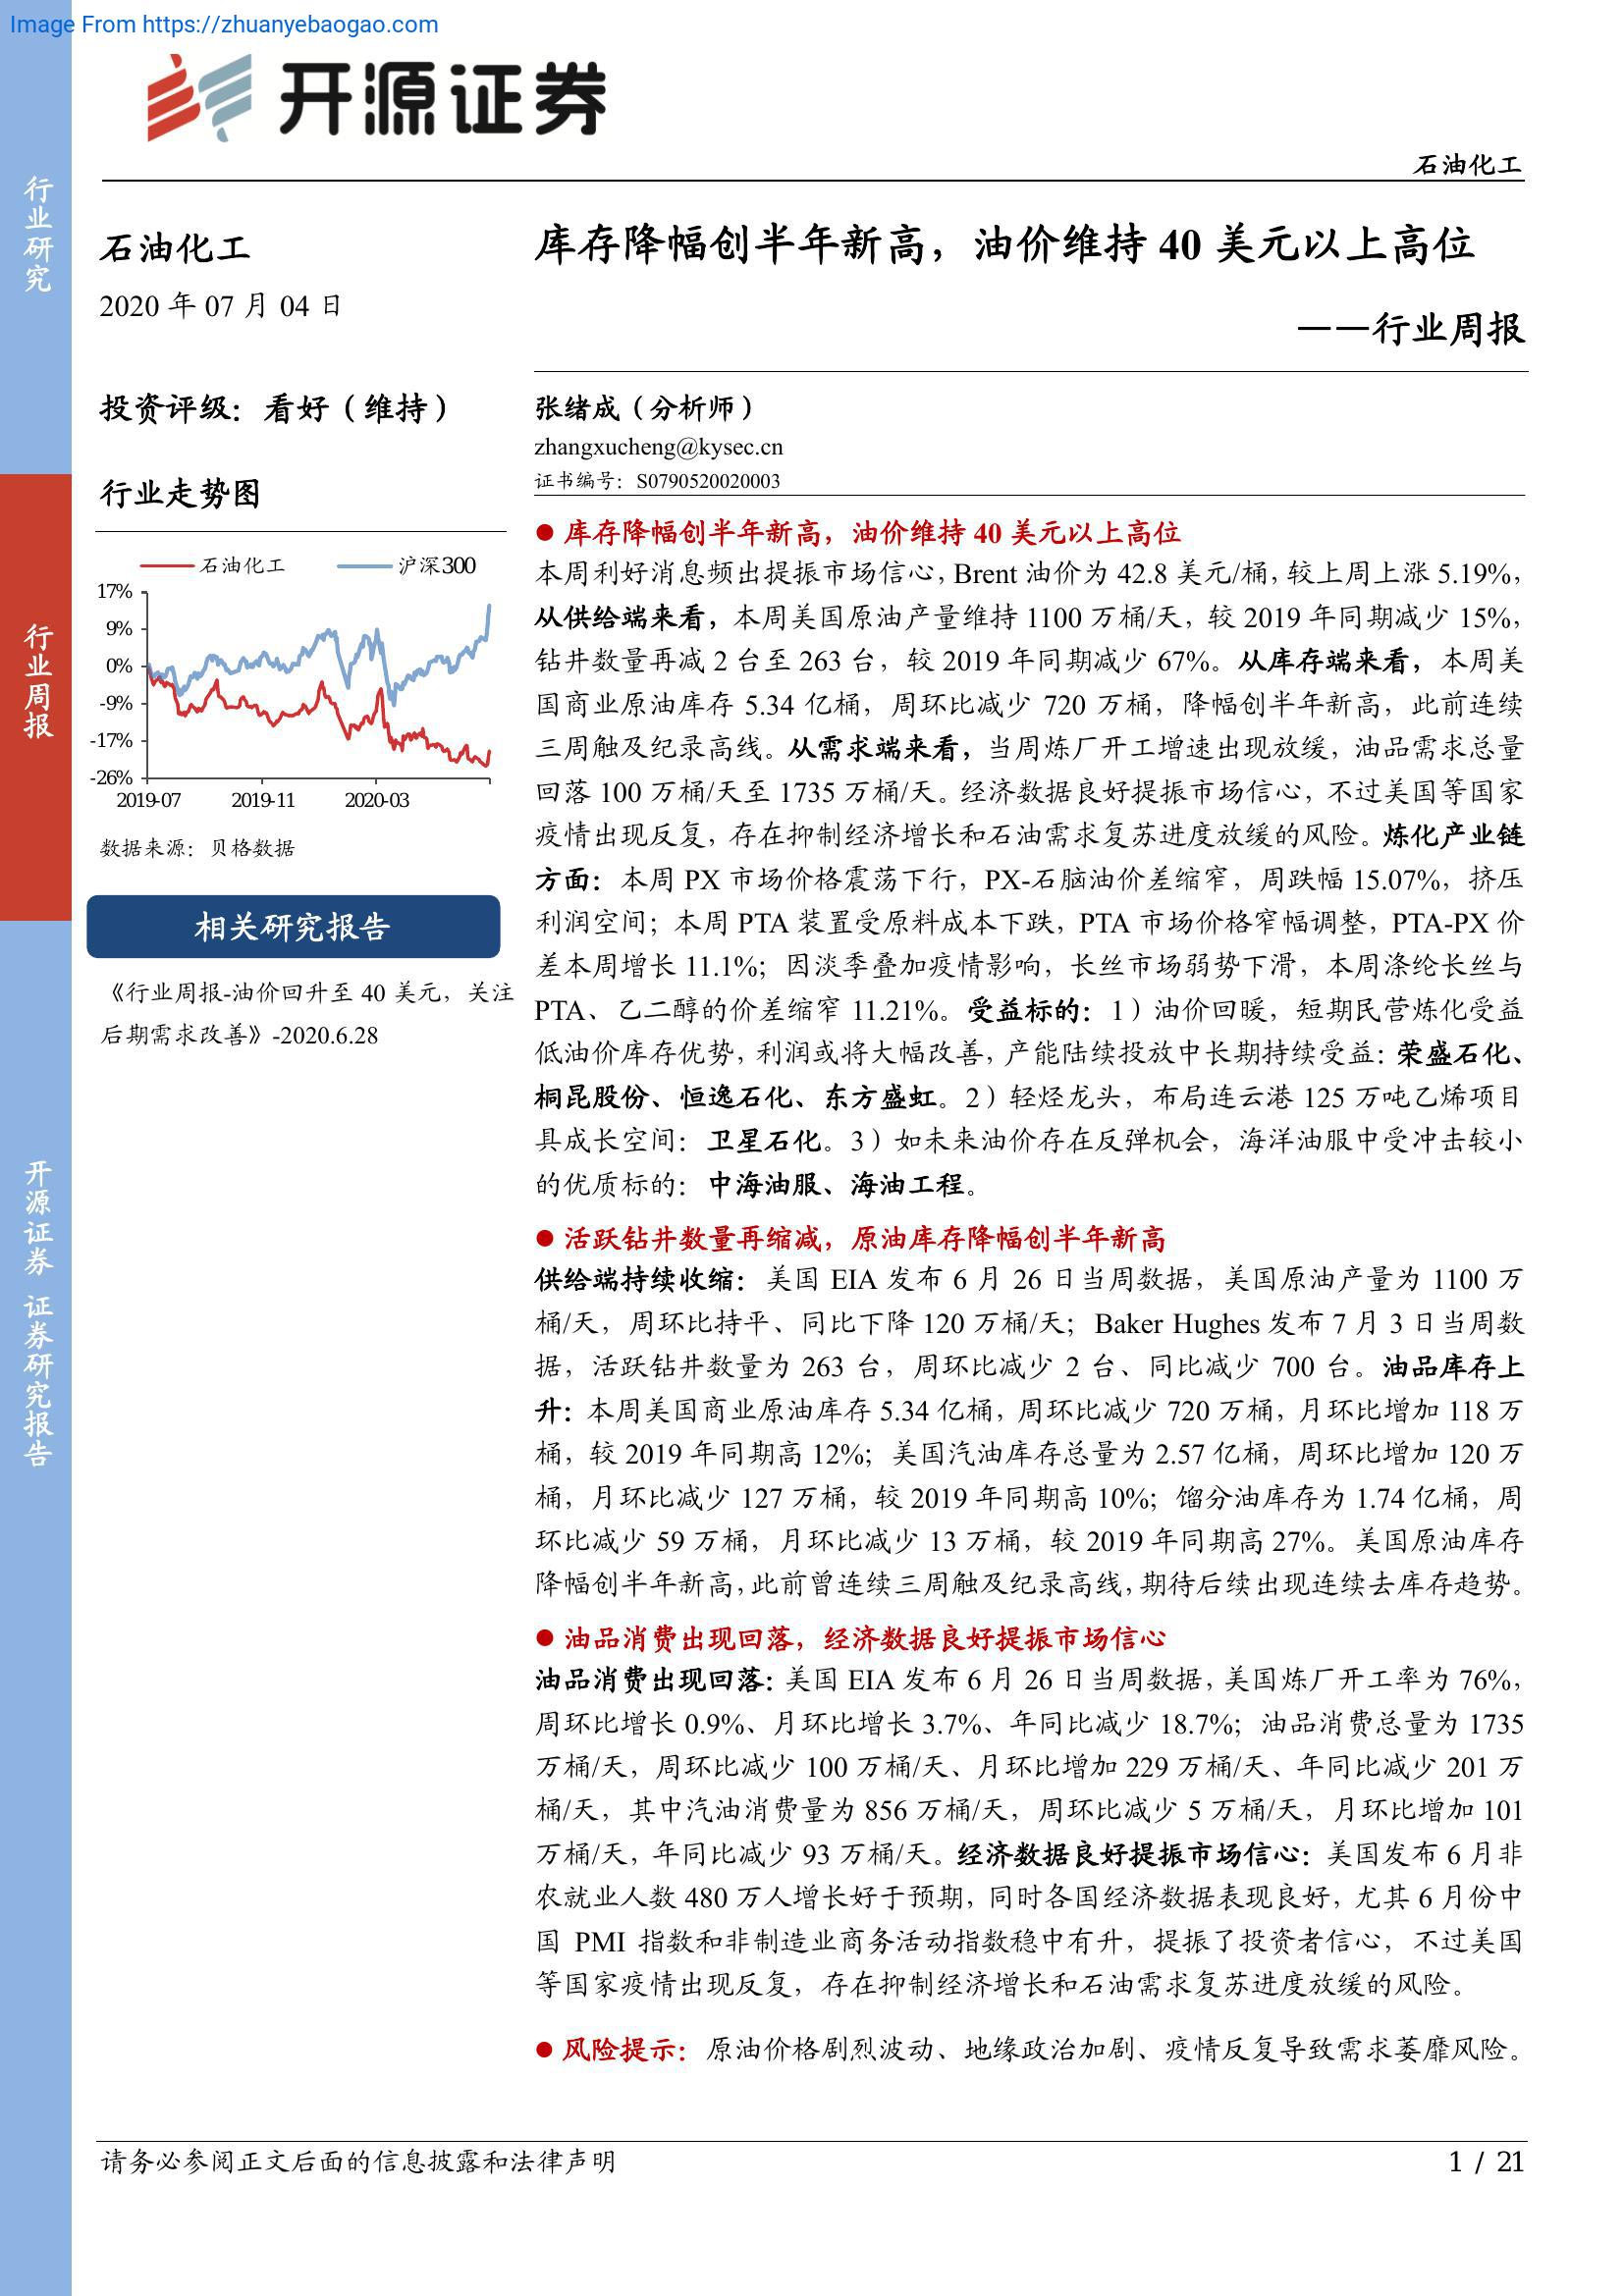 Image From https://zhuanyebaogao.com
开源证券
石油化工
行业研究
行业周报
开源证券 证券研究报告
石油化工
2020 年 07 月 04 日
投资评级：看好（维持）
行业走势图
石油化工 沪深300
17%
9%
0%
-9%
-17%
-26%
2019-07 2019-11 2020-03
数据来源：贝格数据
相关研究报告
《行业周报-油价回升至 40 美元，关注
后期需求改善》-2020.6.28
库存降幅创半年新高，油价维持 40 美元以上高位
——行业周报
张绪成（分析师）
zhangxucheng@kysec.cn
证书编号：S0790520020003
● 库存降幅创半年新高，油价维持 40 美元以上高位
本周利好消息频出提振市场信心，Brent 油价为 42.8 美元/桶，较上周上涨 5.19%，
从供给端来看，本周美国原油产量维持 1100 万桶/天，较 2019 年同期减少 15%，
钻井数量再减 2 台至 263 台，较 2019 年同期减少 67%。从库存端来看，本周美
国商业原油库存 5.34 亿桶，周环比减少 720 万桶，降幅创半年新高，此前连续
三周触及纪录高线。从需求端来看，当周炼厂开工增速出现放缓，油品需求总量
回落 100 万桶/天至 1735 万桶/天。经济数据良好提振市场信心，不过美国等国家
疫情出现反复，存在抑制经济增长和石油需求复苏进度放缓的风险。炼化产业链
方面：本周 PX 市场价格震荡下行，PX-石脑油价差缩窄，周跌幅 15.07%，挤压
利润空间；本周 PTA 装置受原料成本下跌，PTA 市场价格窄幅调整，PTA-PX 价
差本周增长 11.1%；因淡季叠加疫情影响，长丝市场弱势下滑，本周涤纶长丝与
PTA、乙二醇的价差缩窄 11.21%。受益标的：1）油价回暖，短期民营炼化受益
低油价库存优势，利润或将大幅改善，产能陆续投放中长期持续受益：荣盛石化、
桐昆股份、恒逸石化、东方盛虹。2）轻烃龙头，布局连云港 125 万吨乙烯项目
具成长空间：卫星石化。3）如未来油价存在反弹机会，海洋油服中受冲击较小
的优质标的：中海油服、海油工程。
● 活跃钻井数量再缩减，原油库存降幅创半年新高
供给端持续收缩：美国 EIA 发布 6 月 26 日当周数据，美国原油产量为 1100 万
桶/天，周环比持平、同比下降 120 万桶/天；Baker Hughes 发布 7 月 3 日当周数
据，活跃钻井数量为 263 台，周环比减少 2 台、同比减少 700 台。油品库存上
升：本周美国商业原油库存 5.34 亿桶，周环比减少 720 万桶，月环比增加 118 万
桶，较 2019 年同期高 12%；美国汽油库存总量为 2.57 亿桶，周环比增加 120 万
桶，月环比减少 127 万桶，较 2019 年同期高 10%；馏分油库存为 1.74 亿桶，周
环比减少 59 万桶，月环比减少 13 万桶，较 2019 年同期高 27%。美国原油库存
降幅创半年新高，此前曾连续三周触及纪录高线，期待后续出现连续去库存趋势。
● 油品消费出现回落，经济数据良好提振市场信心
油品消费出现回落：美国 EIA 发布 6 月 26 日当周数据，美国炼厂开工率为 76%，
周环比增长 0.9%、月环比增长 3.7%、年同比减少 18.7%；油品消费总量为 1735
万桶/天，周环比减少 100 万桶/天、月环比增加 229 万桶/天、年同比减少 201 万
桶/天，其中汽油消费量为 856 万桶/天，周环比减少 5 万桶/天，月环比增加 101
万桶/天，年同比减少 93 万桶/天。经济数据良好提振市场信心：美国发布 6 月非
农就业人数 480 万人增长好于预期，同时各国经济数据表现良好，尤其 6 月份中
国 PMI 指数和非制造业商务活动指数稳中有升，提振了投资者信心，不过美国
等国家疫情出现反复，存在抑制经济增长和石油需求复苏进度放缓的风险。
● 风险提示：原油价格剧烈波动、地缘政治加剧、疫情反复导致需求萎靡风险。
请务必参阅正文后面的信息披露和法律声明
1 / 21